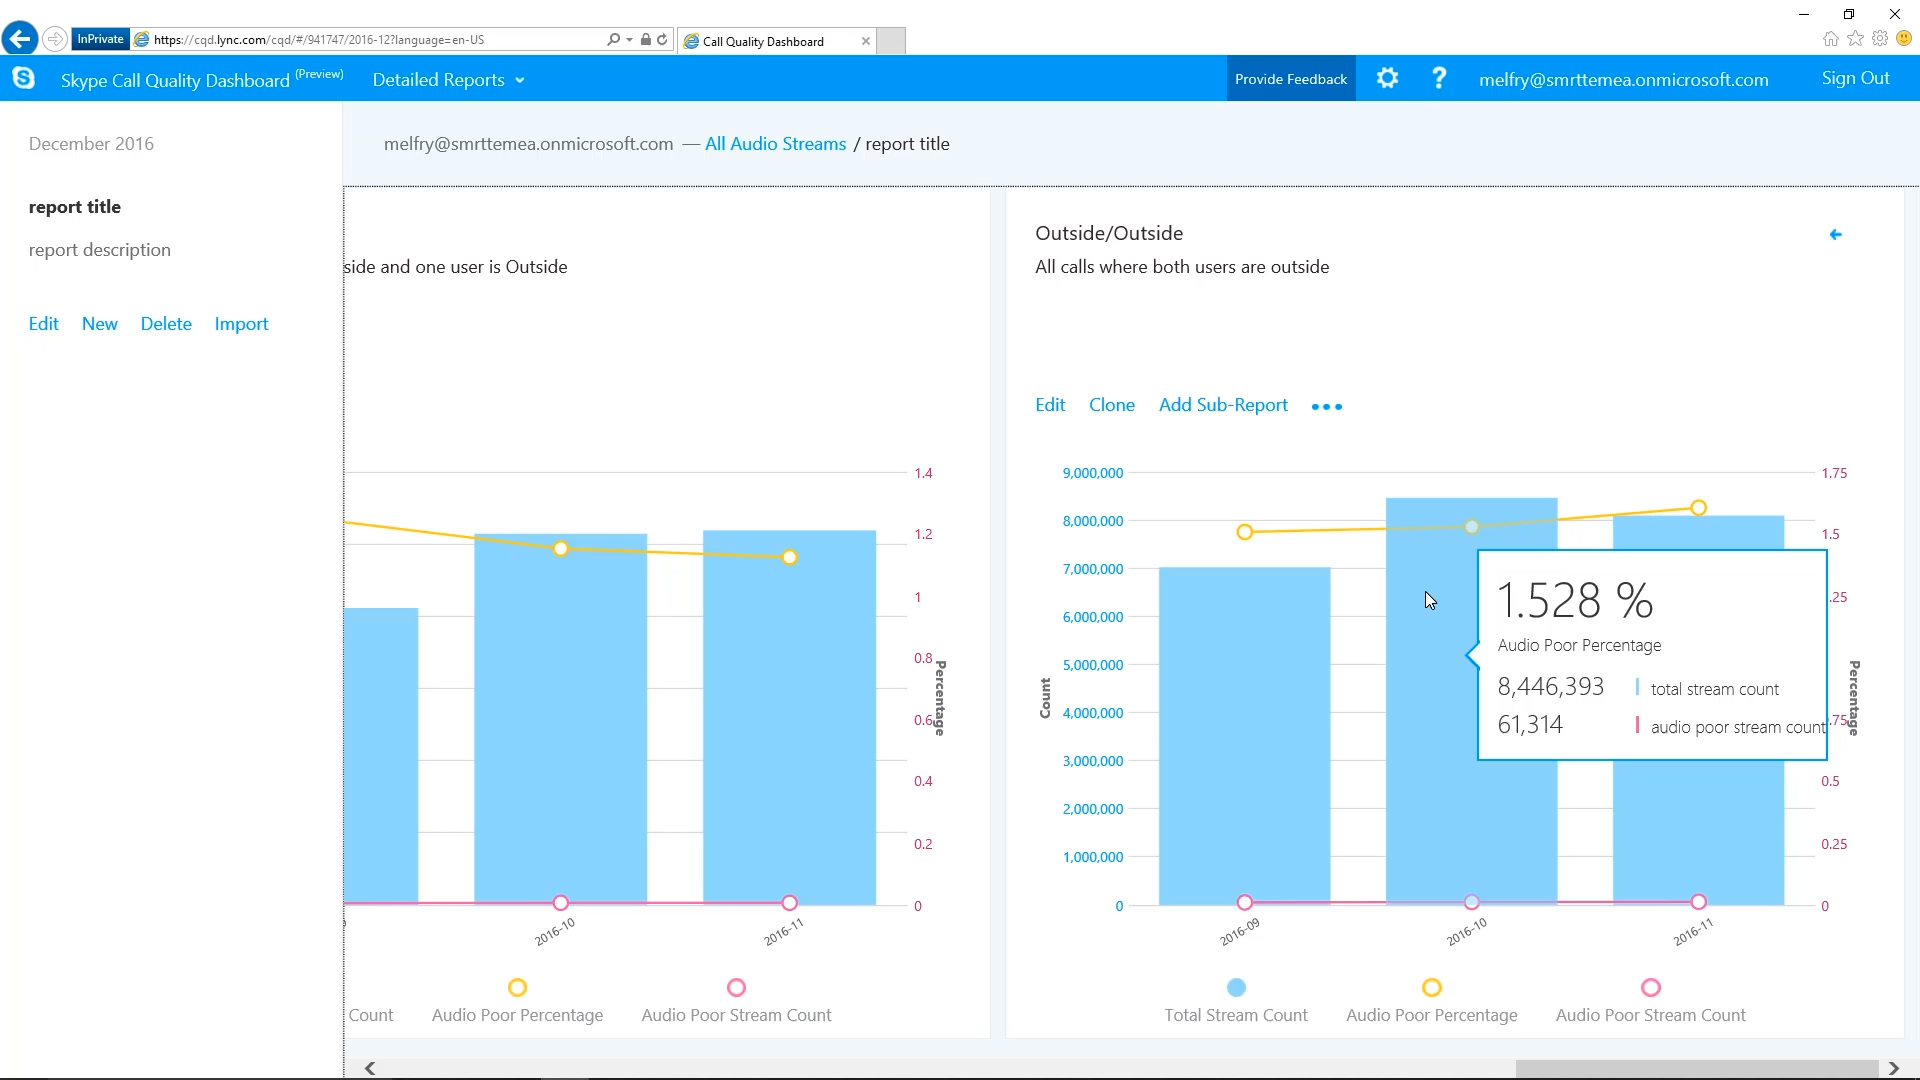 InPrivate
https://cqd.lync.com/cqd/#/941747/2016-12?language=en-US
Call Quality Dashboard
Skype Call Quality Dashboard (Preview)
Detailed Reports
Provide Feedback
?
melfry@smrttemea.onmicrosoft.com
Sign Out
December 2016
melfry@smrttemea.onmicrosoft.com — All Audio Streams / report title
report title
report description
Edit New Delete Import
side and one user is Outside
1.4
1.2
1
0.8
0.6
0.4
0.2
0
Percentage
2016-10
2016-11
Count
Audio Poor Percentage
Audio Poor Stream Count
Outside/Outside
All calls where both users are outside
Edit Clone Add Sub-Report
9,000,000
8,000,000
7,000,000
6,000,000
5,000,000
4,000,000
3,000,000
2,000,000
1,000,000
0
Count
1.75
1.5
.25
.75
0.5
0.25
0
Percentage
1.528 %
Audio Poor Percentage
8,446,393 total stream count
61,314 audio poor stream count
2016-09
2016-10
2016-11
Total Stream Count
Audio Poor Percentage
Audio Poor Stream Count